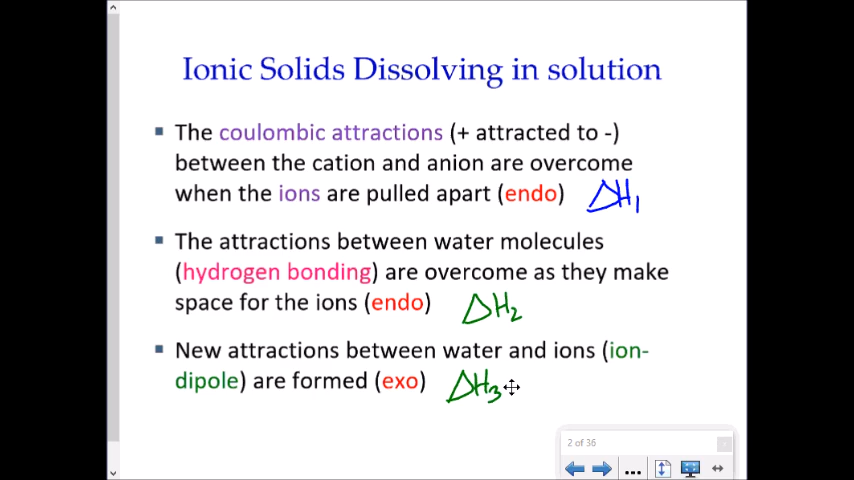 Ionic Solids Dissolving in solution
▪ The coulombic attractions (+ attracted to -)
between the cation and anion are overcome
when the ions are pulled apart (endo) ΔH₁
▪ The attractions between water molecules
(hydrogen bonding) are overcome as they make
space for the ions (endo) ΔH₂
▪ New attractions between water and ions (ion-
dipole) are formed (exo) ΔH₃
2 of 36
...